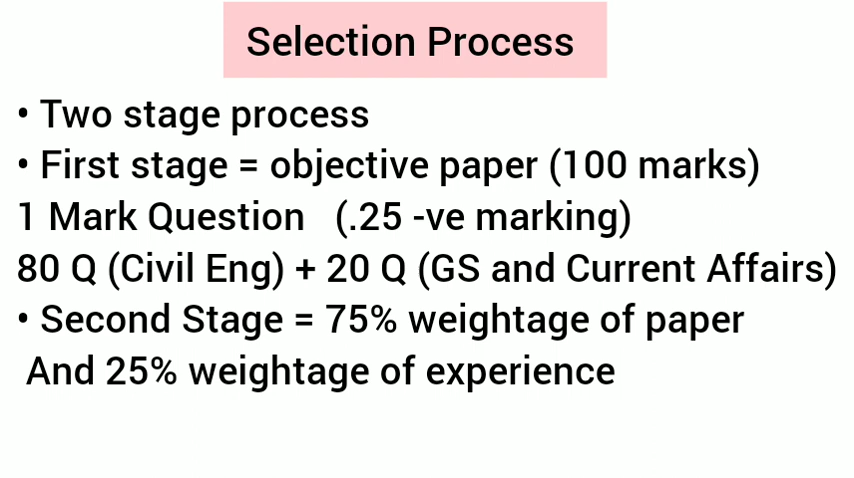 Selection Process
• Two stage process
• First stage = objective paper (100 marks)
1 Mark Question (.25 -ve marking)
80 Q (Civil Eng) + 20 Q (GS and Current Affairs)
• Second Stage = 75% weightage of paper
And 25% weightage of experience